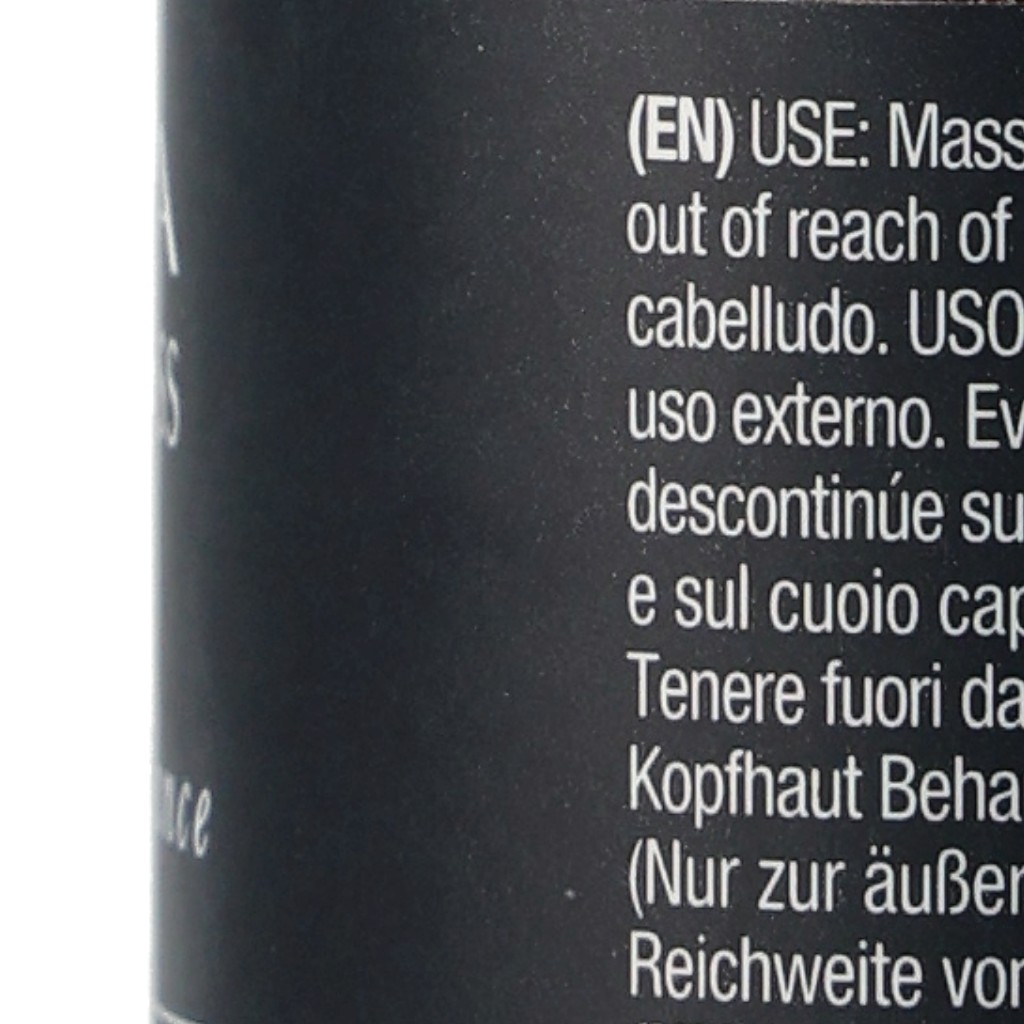 (EN) USE: Mass
out of reach of
cabelludo. USO
uso externo. Ev
descontinúe su
e sul cuoio cap
Tenere fuori da
Kopfhaut Beha
(Nur zur äußer
Reichweite vor